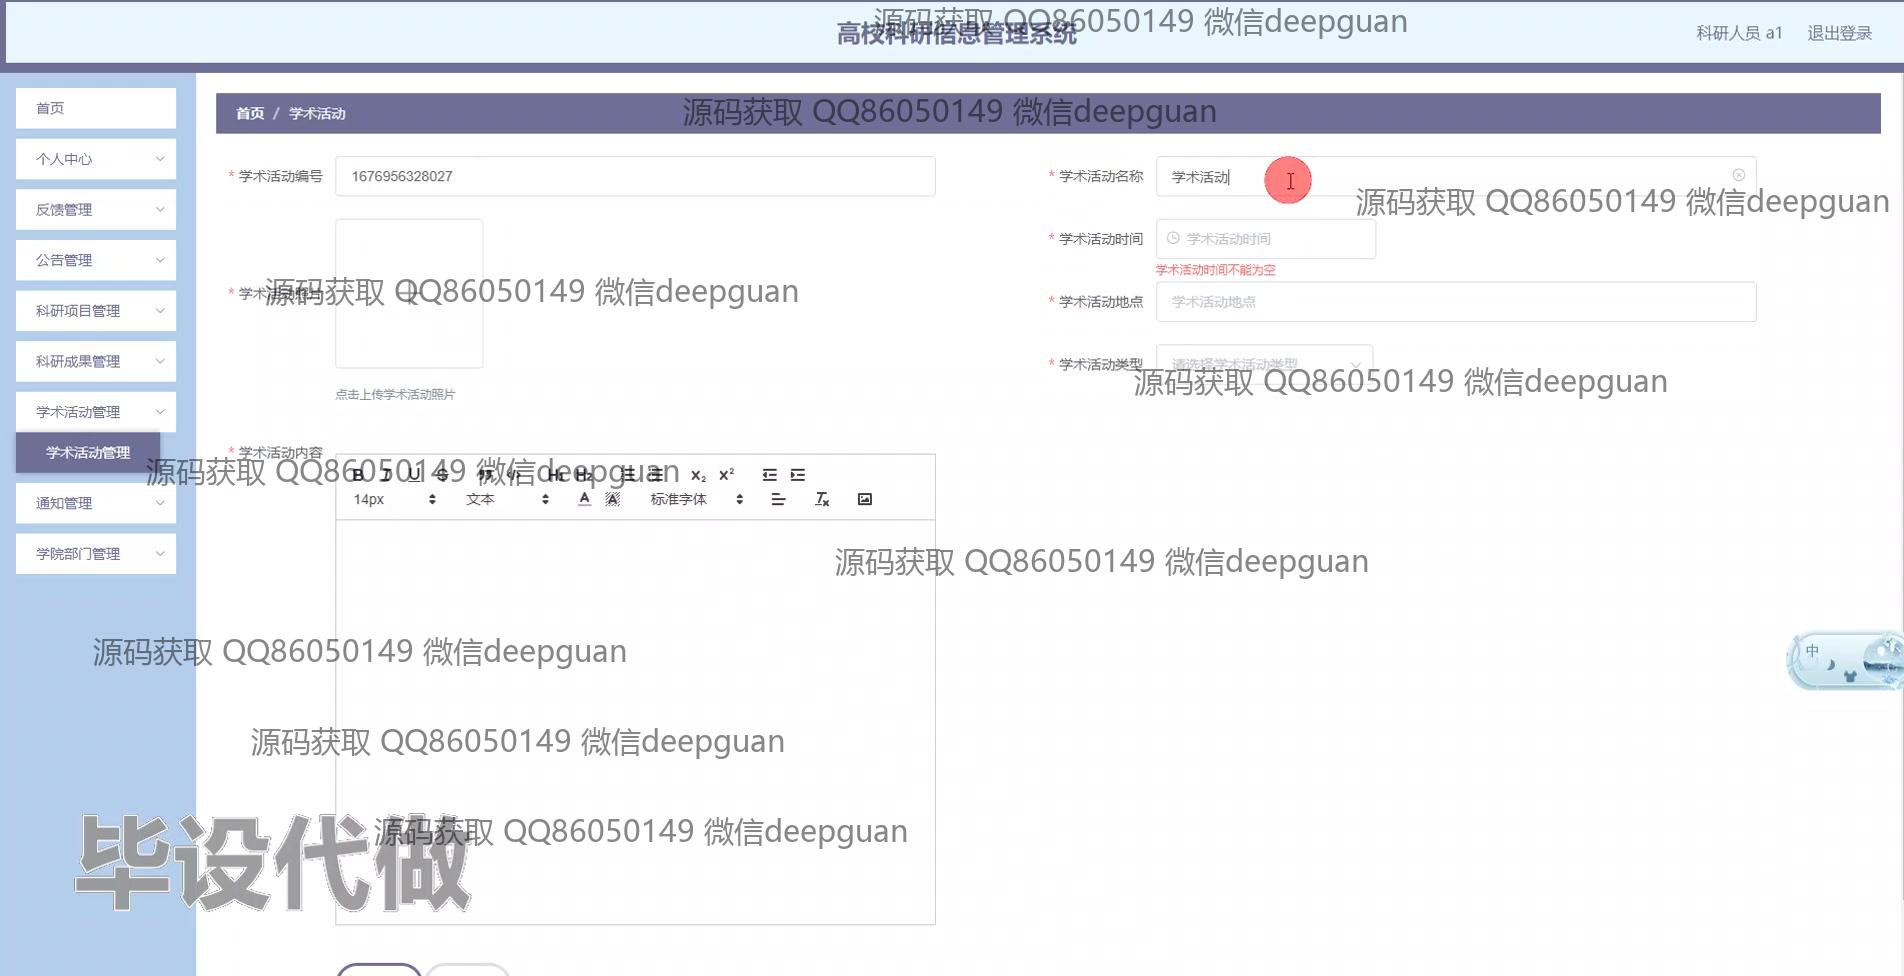 源码获取 QQ86050149 微信deepguan
高校科研信息管理系统
科研人员 a1
退出登录
首页
个人中心
反馈管理
公告管理
科研项目管理
科研成果管理
学术活动管理
学术活动管理
通知管理
学院部门管理
首页 / 学术活动
源码获取 QQ86050149 微信deepguan
* 学术活动编号
1676956328027
* 学术活动名称
学术活动
源码获取 QQ86050149 微信deepguan
* 学术活动时间
学术活动时间
学术活动时间不能为空
* 学术活动照片
源码获取 QQ86050149 微信deepguan
* 学术活动地点
学术活动地点
* 学术活动类型
请选择学术活动类型
源码获取 QQ86050149 微信deepguan
点击上传学术活动照片
* 学术活动内容
源码获取 QQ86050149 微信deepguan
B I U S H1 H2 X2 X2
14px 文本 A A 标准字体 Tx
源码获取 QQ86050149 微信deepguan
中
源码获取 QQ86050149 微信deepguan
源码获取 QQ86050149 微信deepguan
源码获取 QQ86050149 微信deepguan
毕设代做